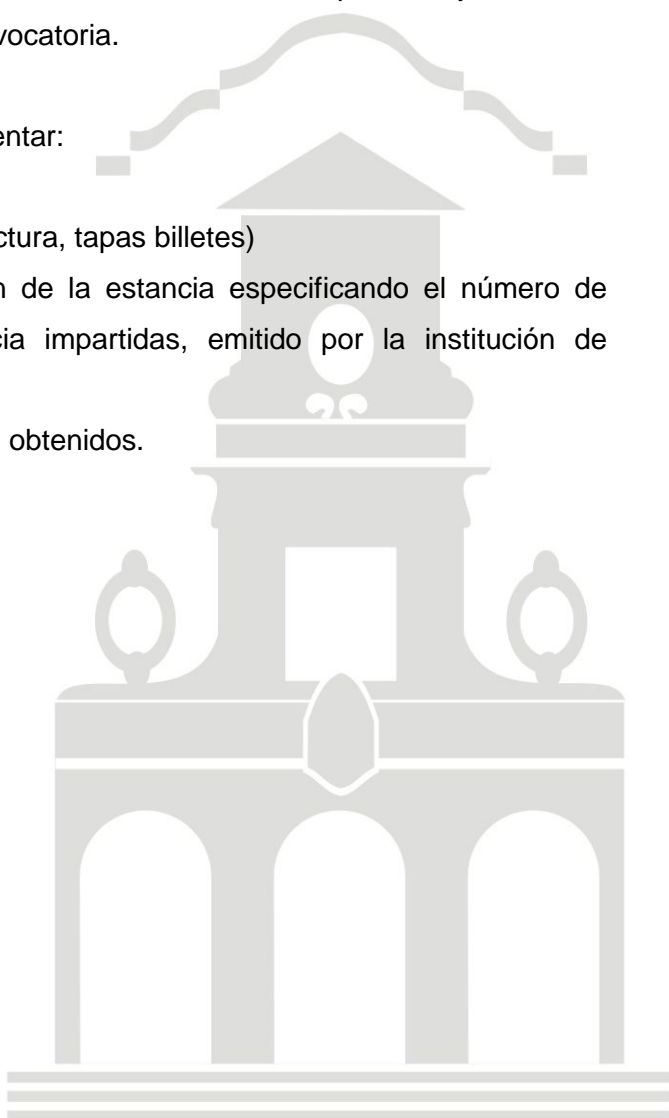 vocatoria.
entar:
ctura, tapas billetes)
n de la estancia especificando el número de
cia impartidas, emitido por la institución de
obtenidos.